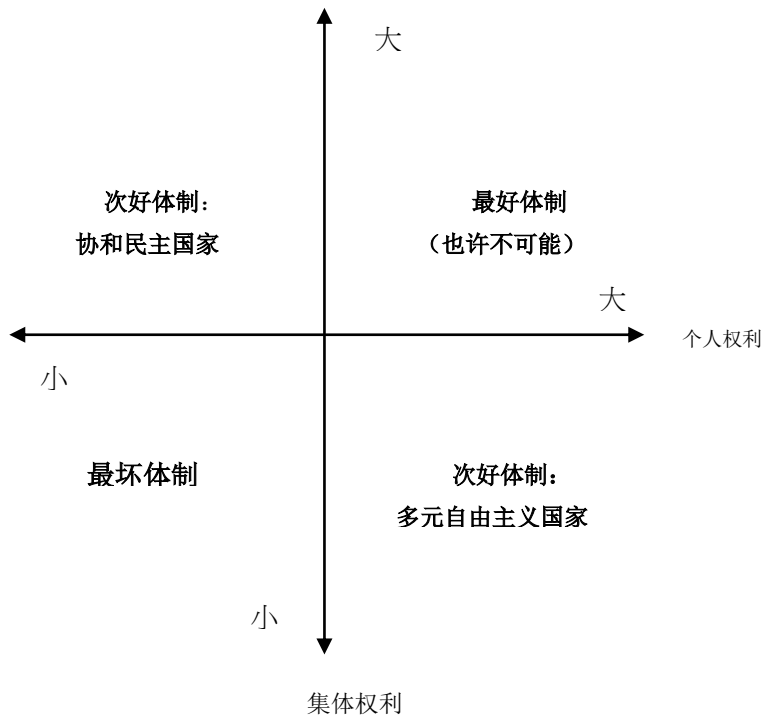 大
次好体制：
协和民主国家
最好体制
（也许不可能）
大
个人权利
小
最坏体制
次好体制：
多元自由主义国家
小
集体权利